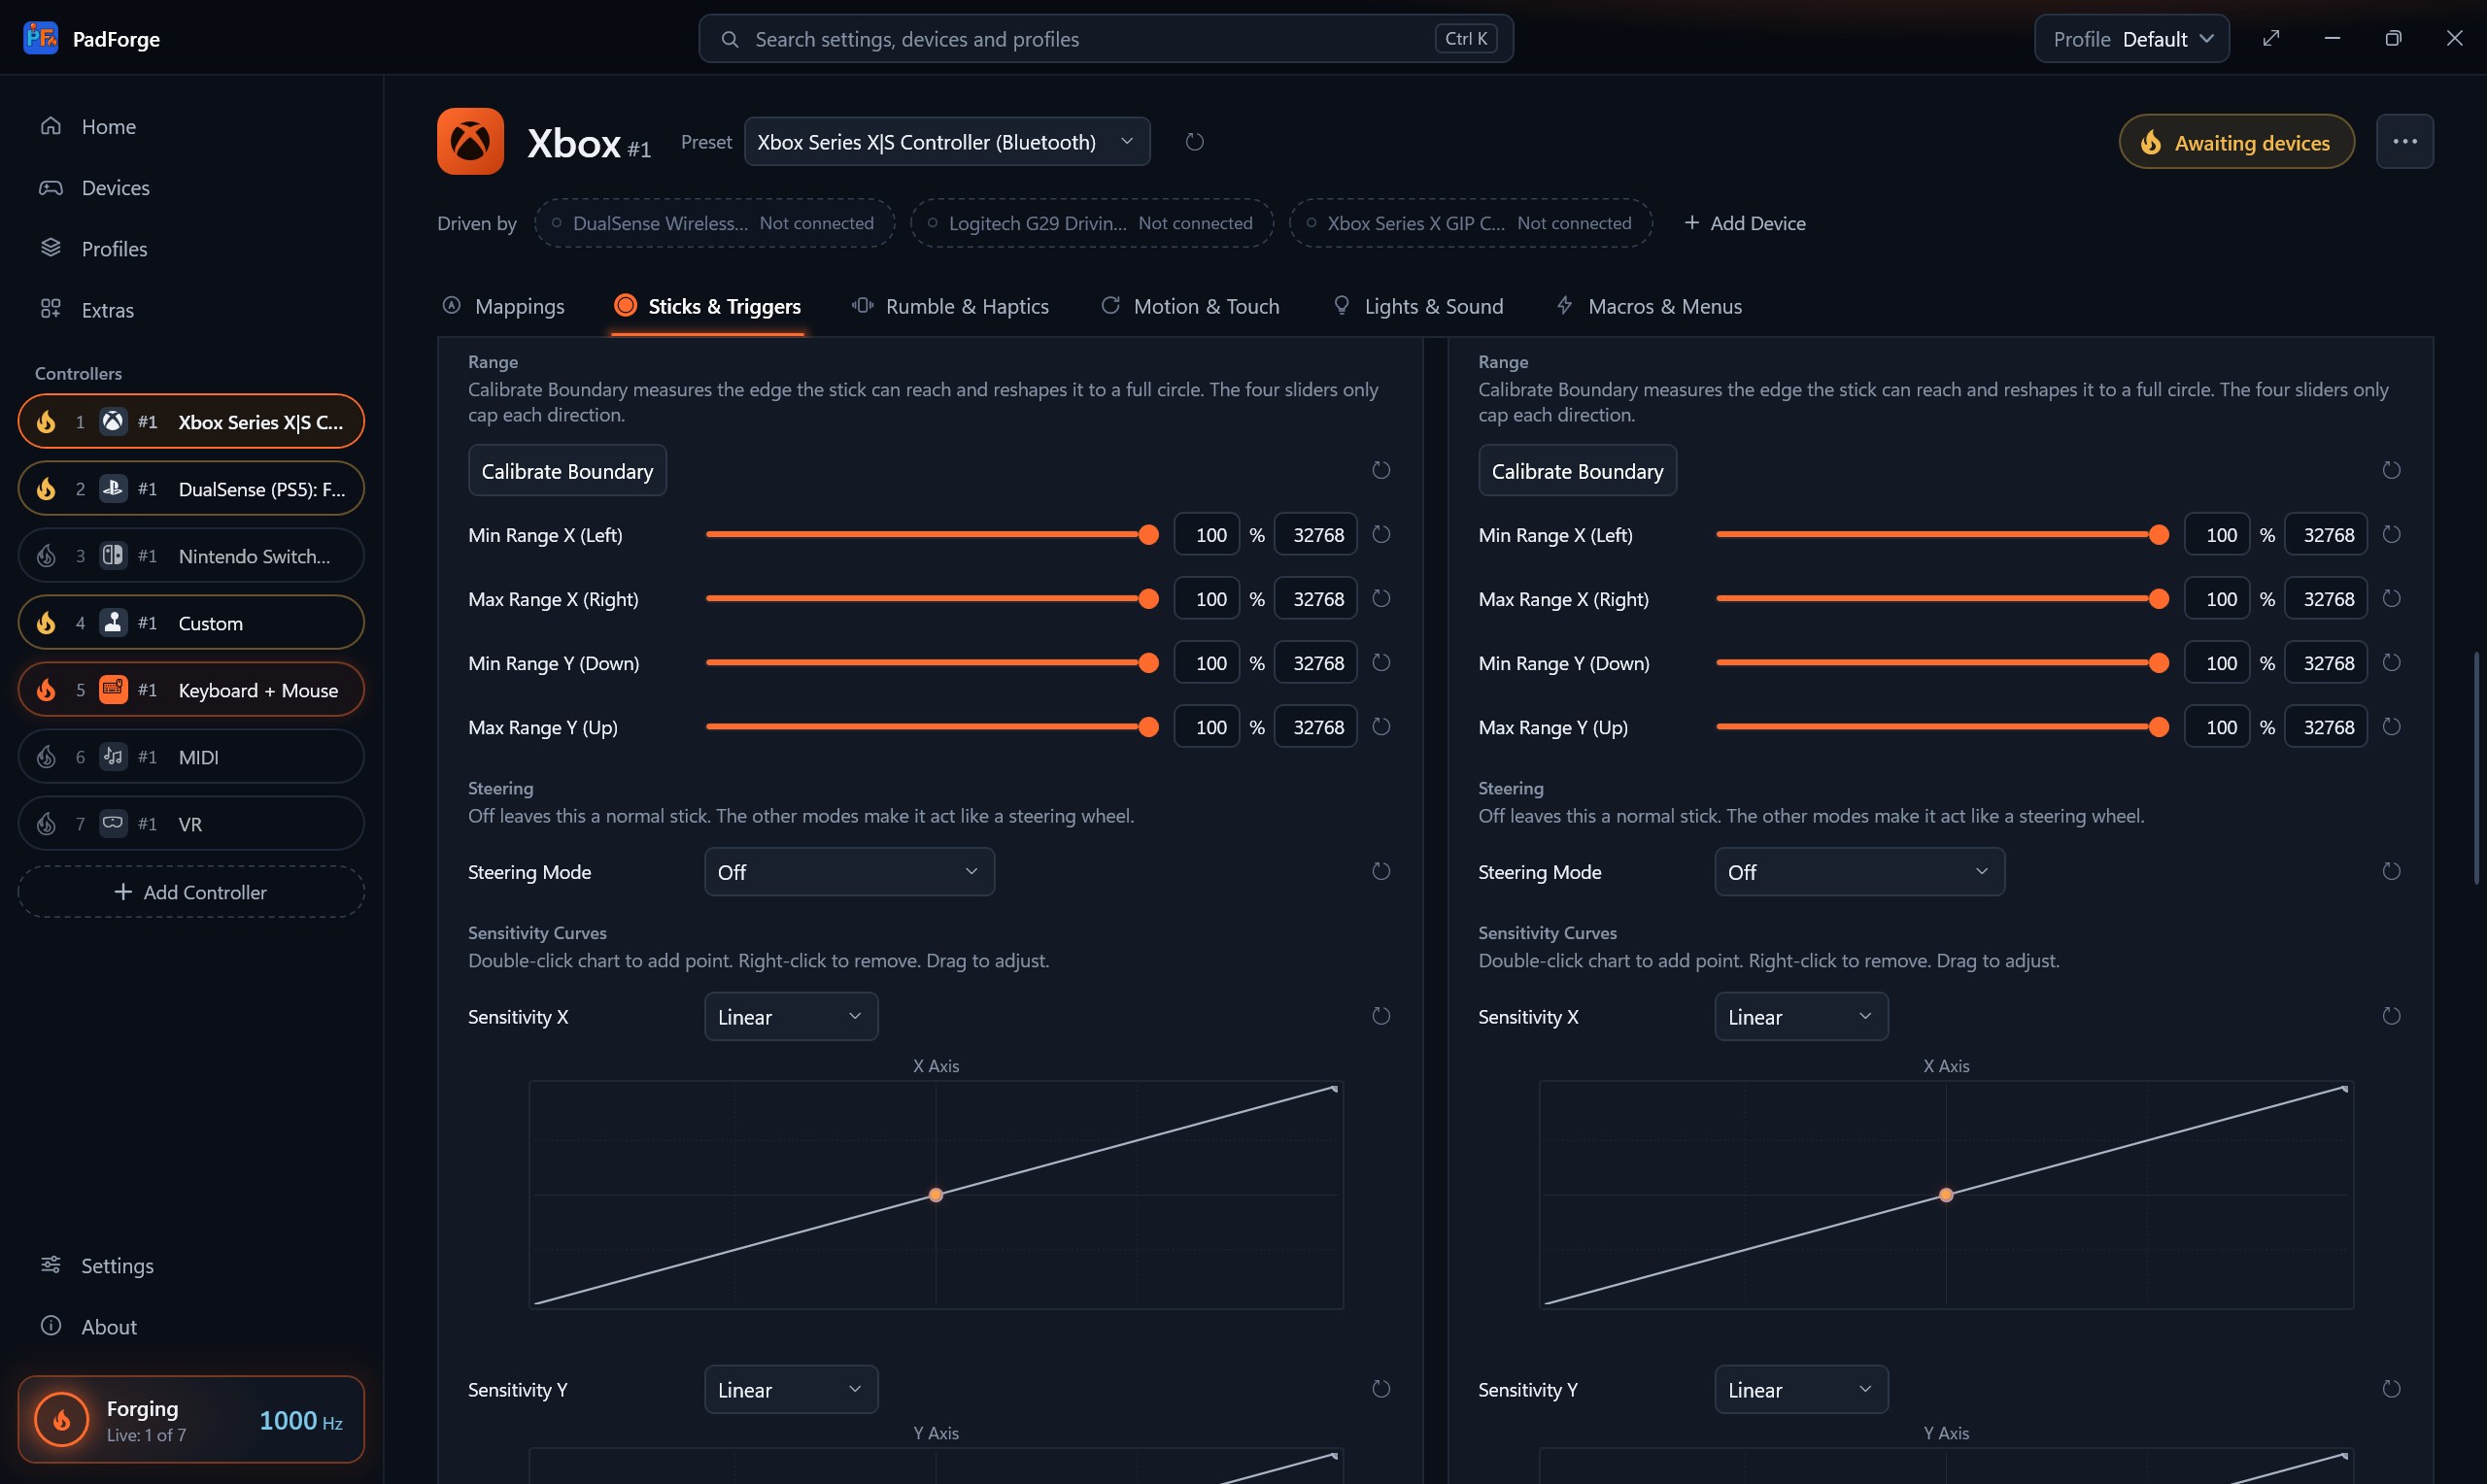 PadForge
Search settings, devices and profiles
Ctrl K
Profile Default
Home
Devices
Profiles
Extras
Controllers
1 #1 Xbox Series X|S C...
2 #1 DualSense (PS5): F...
3 #1 Nintendo Switch...
4 #1 Custom
5 #1 Keyboard + Mouse
6 #1 MIDI
7 #1 VR
+ Add Controller
Settings
About
Forging
Live: 1 of 7
1000 Hz
Xbox #1
Preset Xbox Series X|S Controller (Bluetooth)
Awaiting devices
Driven by
DualSense Wireless... Not connected
Logitech G29 Drivin... Not connected
Xbox Series X GIP C... Not connected
+ Add Device
Mappings
Sticks & Triggers
Rumble & Haptics
Motion & Touch
Lights & Sound
Macros & Menus
Range
Calibrate Boundary measures the edge the stick can reach and reshapes it to a full circle. The four sliders only
cap each direction.
Calibrate Boundary
Min Range X (Left) 100 % 32768
Max Range X (Right) 100 % 32768
Min Range Y (Down) 100 % 32768
Max Range Y (Up) 100 % 32768
Steering
Off leaves this a normal stick. The other modes make it act like a steering wheel.
Steering Mode Off
Sensitivity Curves
Double-click chart to add point. Right-click to remove. Drag to adjust.
Sensitivity X Linear
X Axis
Sensitivity Y Linear
Y Axis
Range
Calibrate Boundary measures the edge the stick can reach and reshapes it to a full circle. The four sliders only
cap each direction.
Calibrate Boundary
Min Range X (Left) 100 % 32768
Max Range X (Right) 100 % 32768
Min Range Y (Down) 100 % 32768
Max Range Y (Up) 100 % 32768
Steering
Off leaves this a normal stick. The other modes make it act like a steering wheel.
Steering Mode Off
Sensitivity Curves
Double-click chart to add point. Right-click to remove. Drag to adjust.
Sensitivity X Linear
X Axis
Sensitivity Y Linear
Y Axis